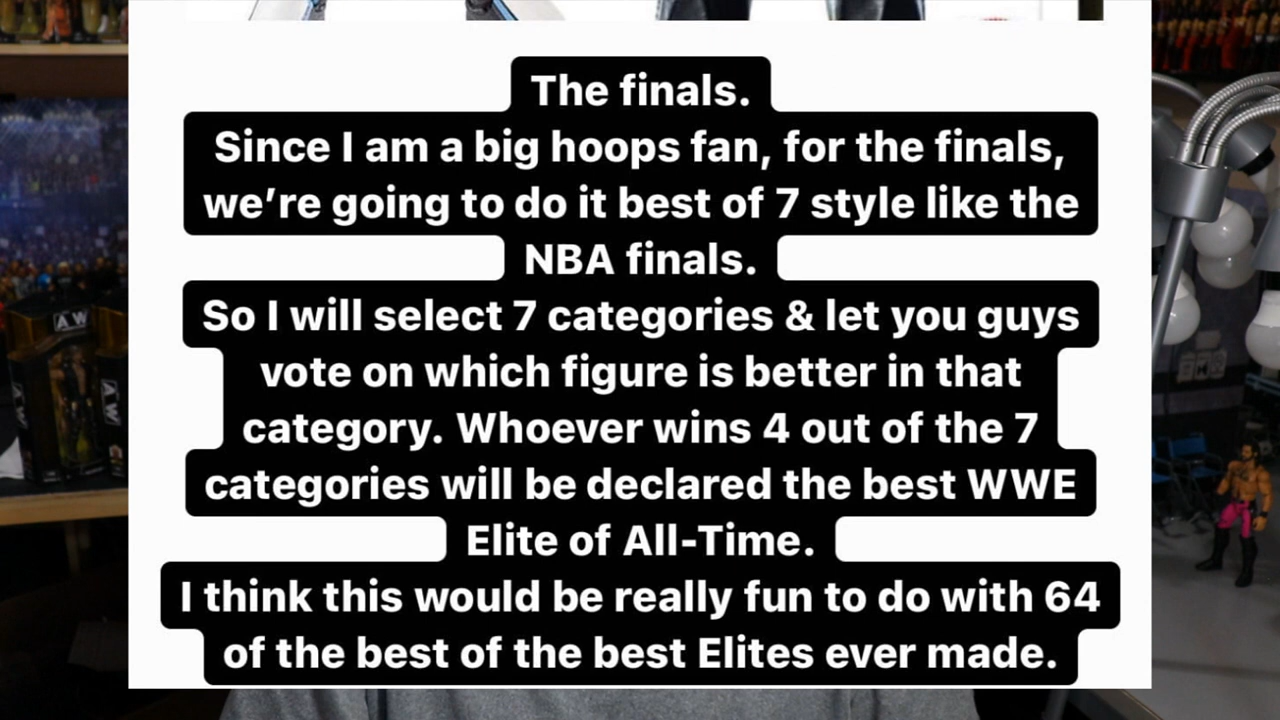 The finals.
Since I am a big hoops fan, for the finals,
we’re going to do it best of 7 style like the
NBA finals.
So I will select 7 categories & let you guys
vote on which figure is better in that
category. Whoever wins 4 out of the 7
categories will be declared the best WWE
Elite of All-Time.
I think this would be really fun to do with 64
of the best of the best Elites ever made.
AW